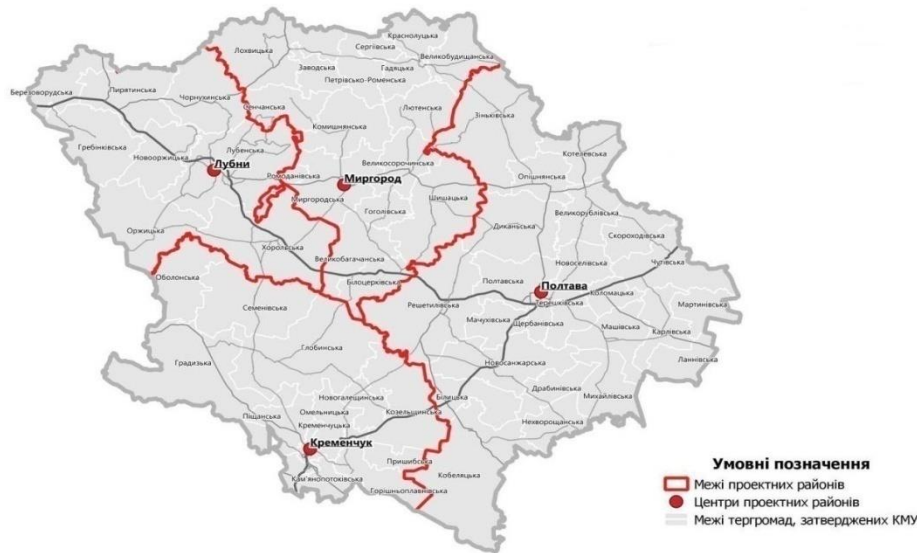 Краснолуцька
Лохвицька
Сергіївська
Гадяцька
Великобудищанська
Заводська
Петрівсько-Роменська
Березоворудська
Пирятинська
Чорнухинська
Сенчанська
Лютенська
Зіньківська
Комишнянська
Гребінківська
Новооржицька
Лубенська
Лубни
Великосорочинська
Котелевська
Опішнянська
Ромоданівська
Миргород
Миргородська
Шишацька
Гоголівська
Великорублівська
Диканьська
Скороходівська
Оржицька
Хорольська
Великобагачанська
Новоселівська
Чутівська
Оболонська
Білоцерківська
Полтавська
Полтава
Коломацька
Семенівська
Решетилівська
Терешківська
Мартинівська
Мачухівська
Щербанівська
Машівська
Карлівська
Глобинська
Ланнівська
Градизька
Новосанжарська
Новогалещинська
Білицька
Драбинівська
Михайлівська
Піщанська
Омельницька
Козельщинська
Кременчуцька
Нехворощанська
Кременчук
Пришибська
Кобеляцька
Кам'янопотоківська
Горішньоплавнівська
Умовні позначення
Межі проектних районів
Центри проектних районів
Межі тергромад, затверджених КМУ